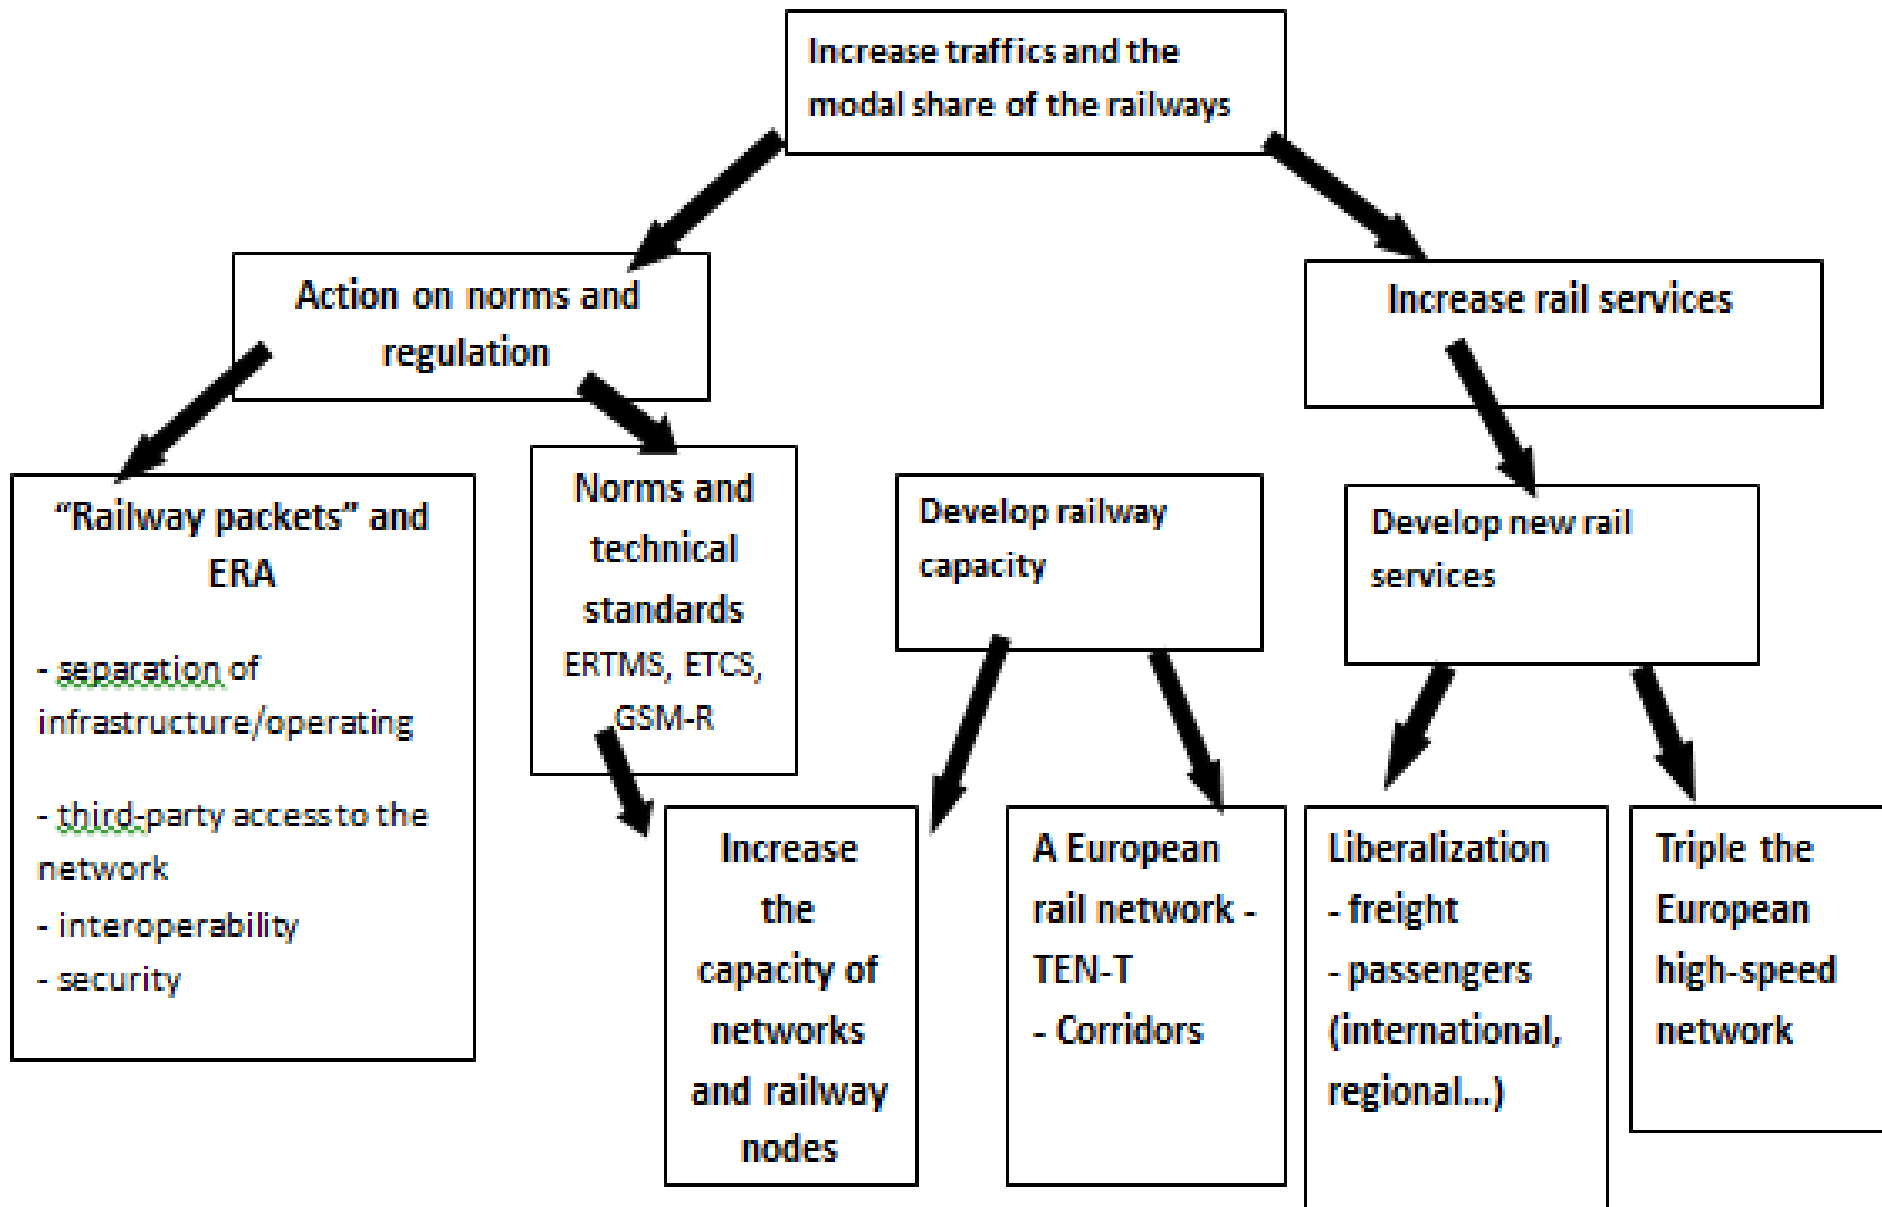 Increase traffics and the
modal share of the railways
Action on norms and
regulation
Increase rail services
“Railway packets” and
ERA
- separation of
infrastructure/operating
- third-party access to the
network
- interoperability
- security
Norms and
technical
standards
ERTMS, ETCS,
GSM-R
Develop railway
capacity
Develop new rail
services
Increase
the
capacity of
networks
and railway
nodes
A European
rail network -
TEN-T
- Corridors
Liberalization
- freight
- passengers
(international,
regional...)
Triple the
European
high-speed
network